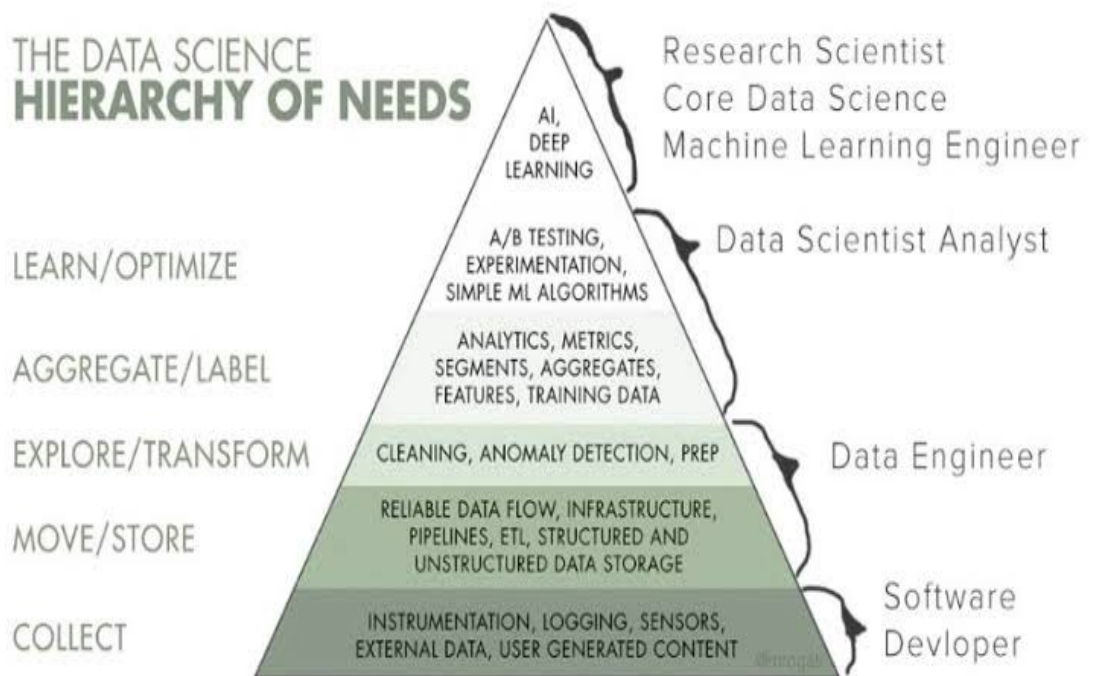 THE DATA SCIENCE
HIERARCHY OF NEEDS
Research Scientist
Core Data Science
Machine Learning Engineer
AI,
DEEP
LEARNING
LEARN/OPTIMIZE
A/B TESTING,
EXPERIMENTATION,
SIMPLE ML ALGORITHMS
Data Scientist Analyst
AGGREGATE/LABEL
ANALYTICS, METRICS,
SEGMENTS, AGGREGATES,
FEATURES, TRAINING DATA
EXPLORE/TRANSFORM
CLEANING, ANOMALY DETECTION, PREP
Data Engineer
MOVE/STORE
RELIABLE DATA FLOW, INFRASTRUCTURE,
PIPELINES, ETL, STRUCTURED AND
UNSTRUCTURED DATA STORAGE
COLLECT
INSTRUMENTATION, LOGGING, SENSORS,
EXTERNAL DATA, USER GENERATED CONTENT
Software
Devloper